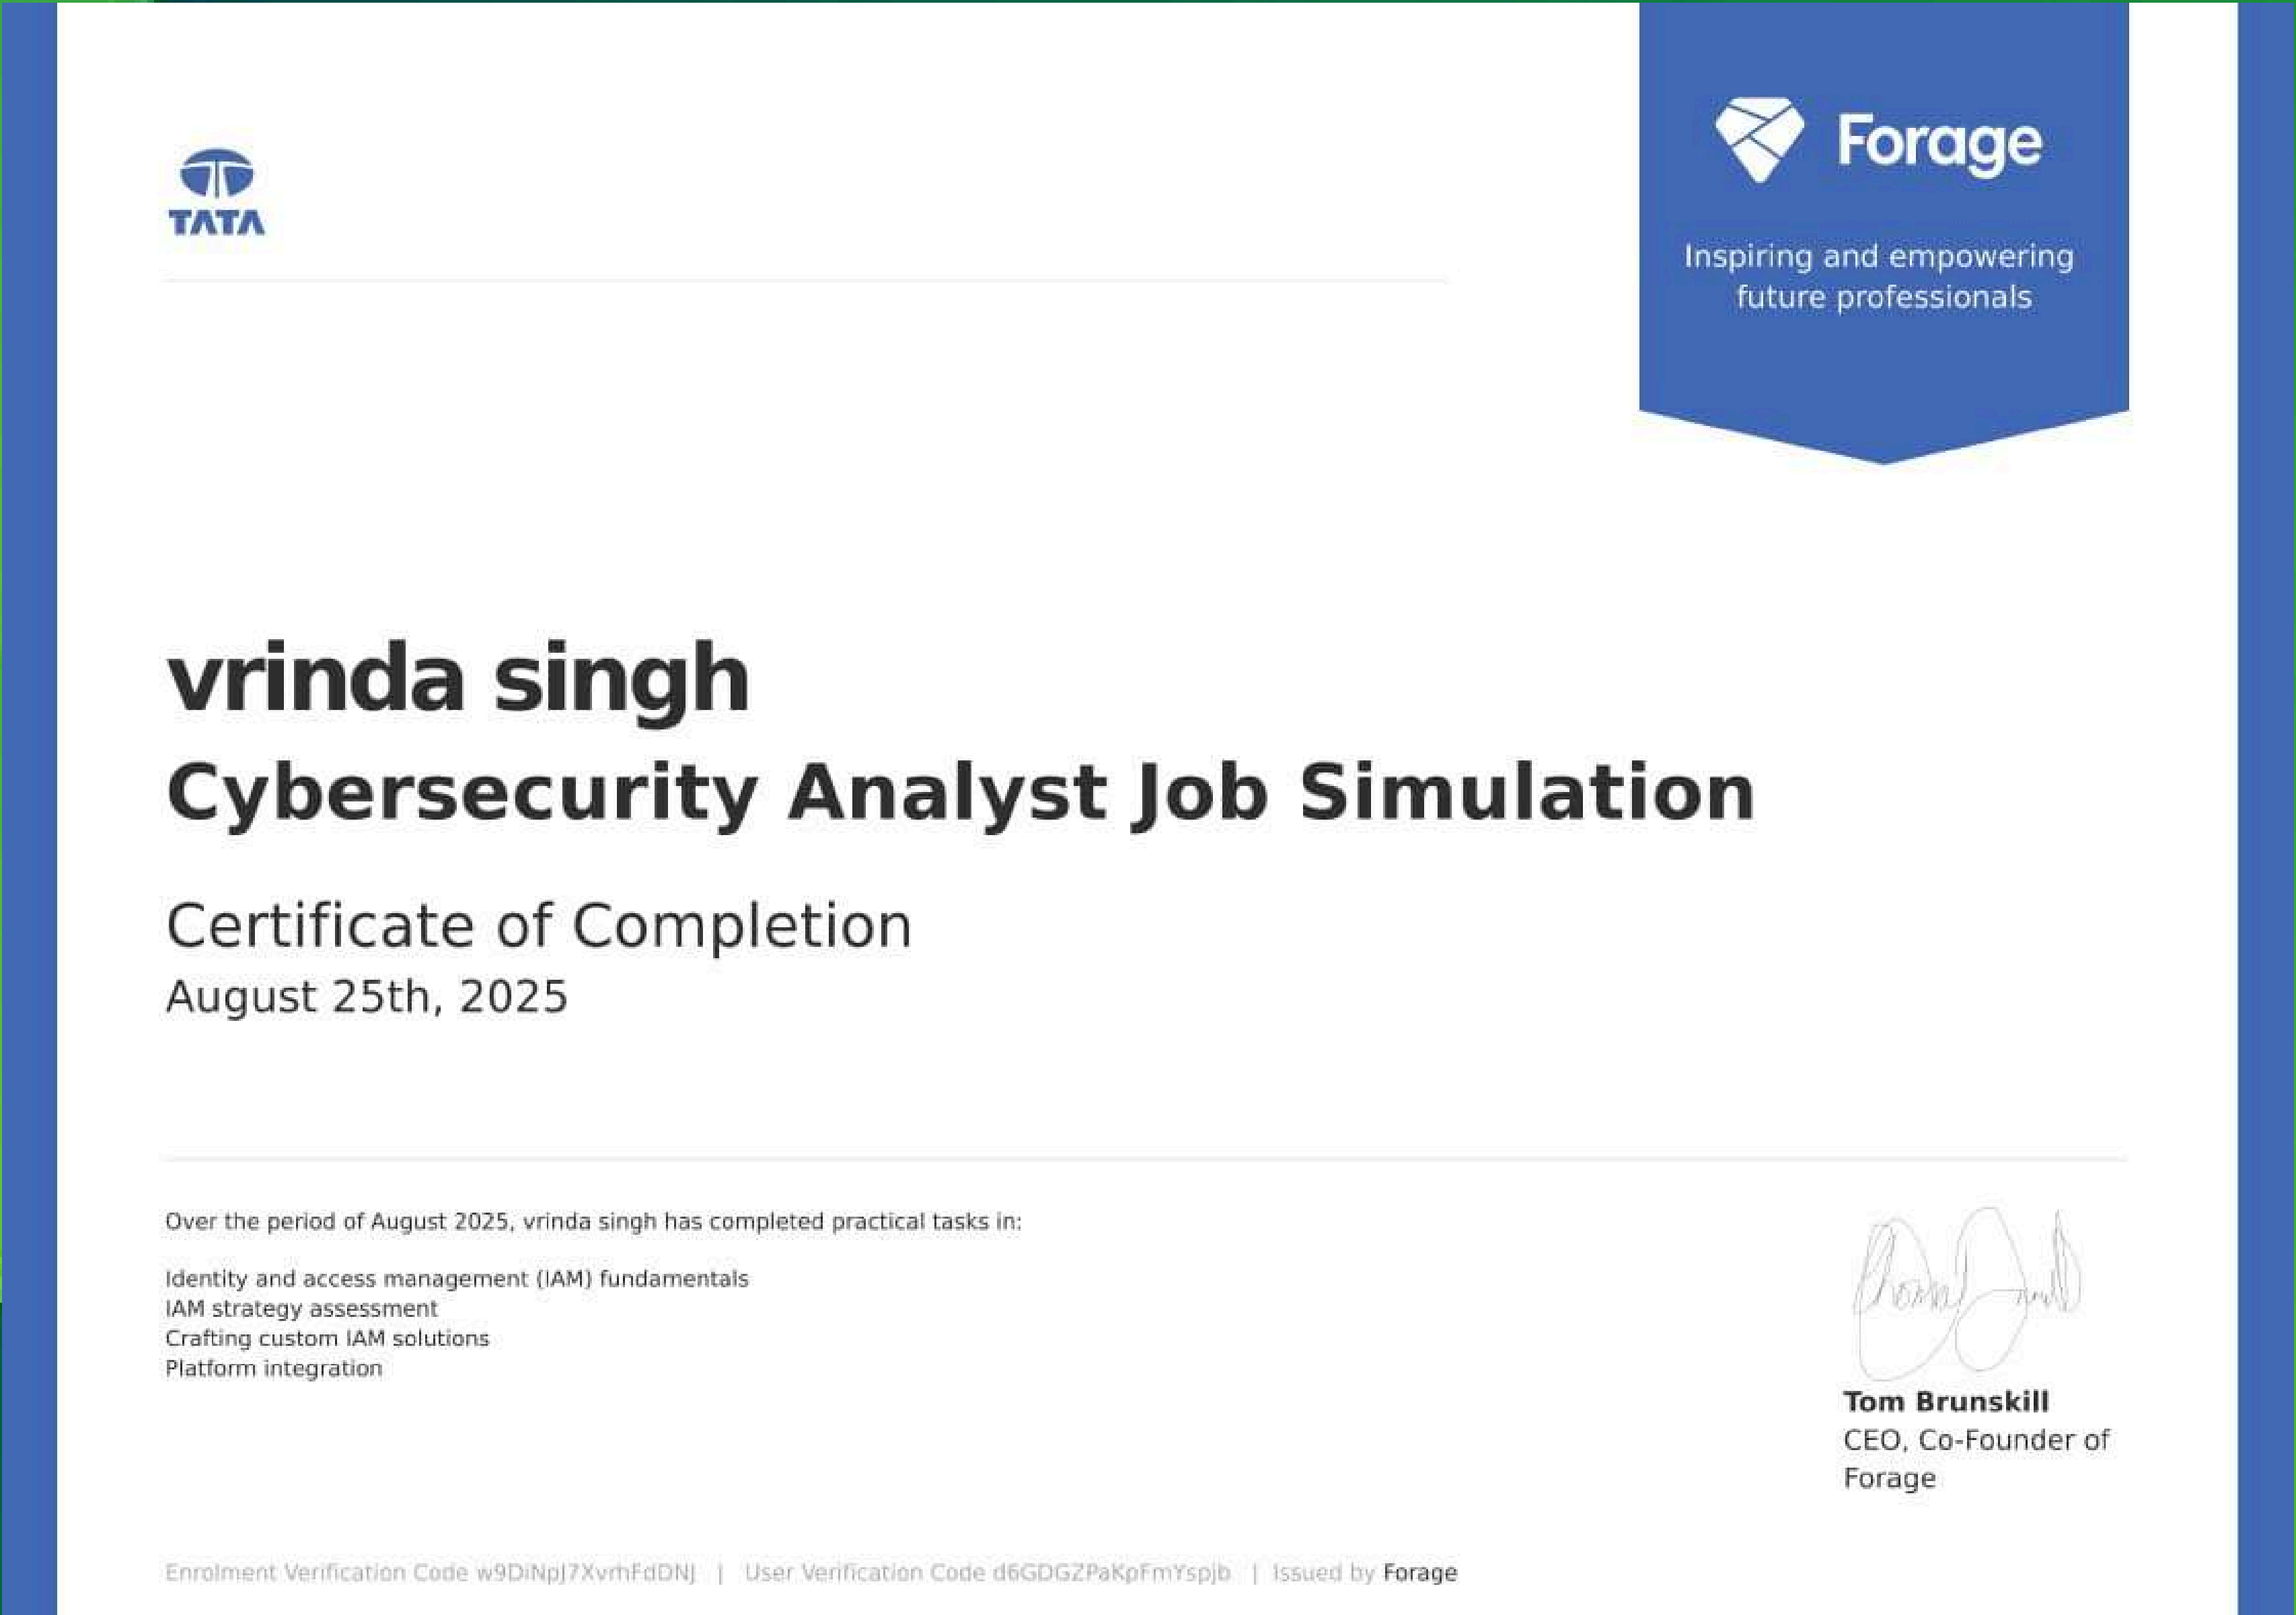 TATA
Forage
Inspiring and empowering
future professionals
vrinda singh
Cybersecurity Analyst Job Simulation
Certificate of Completion
August 25th, 2025
Over the period of August 2025, vrinda singh has completed practical tasks in:
Identity and access management (IAM) fundamentals
IAM strategy assessment
Crafting custom IAM solutions
Platform integration
Tom Brunskill
CEO, Co-Founder of
Forage
Enrolment Verification Code w9DiNpJ7XvrhFdDNJ | User Verification Code d6GDGZPaKpFmYspjb | Issued by Forage